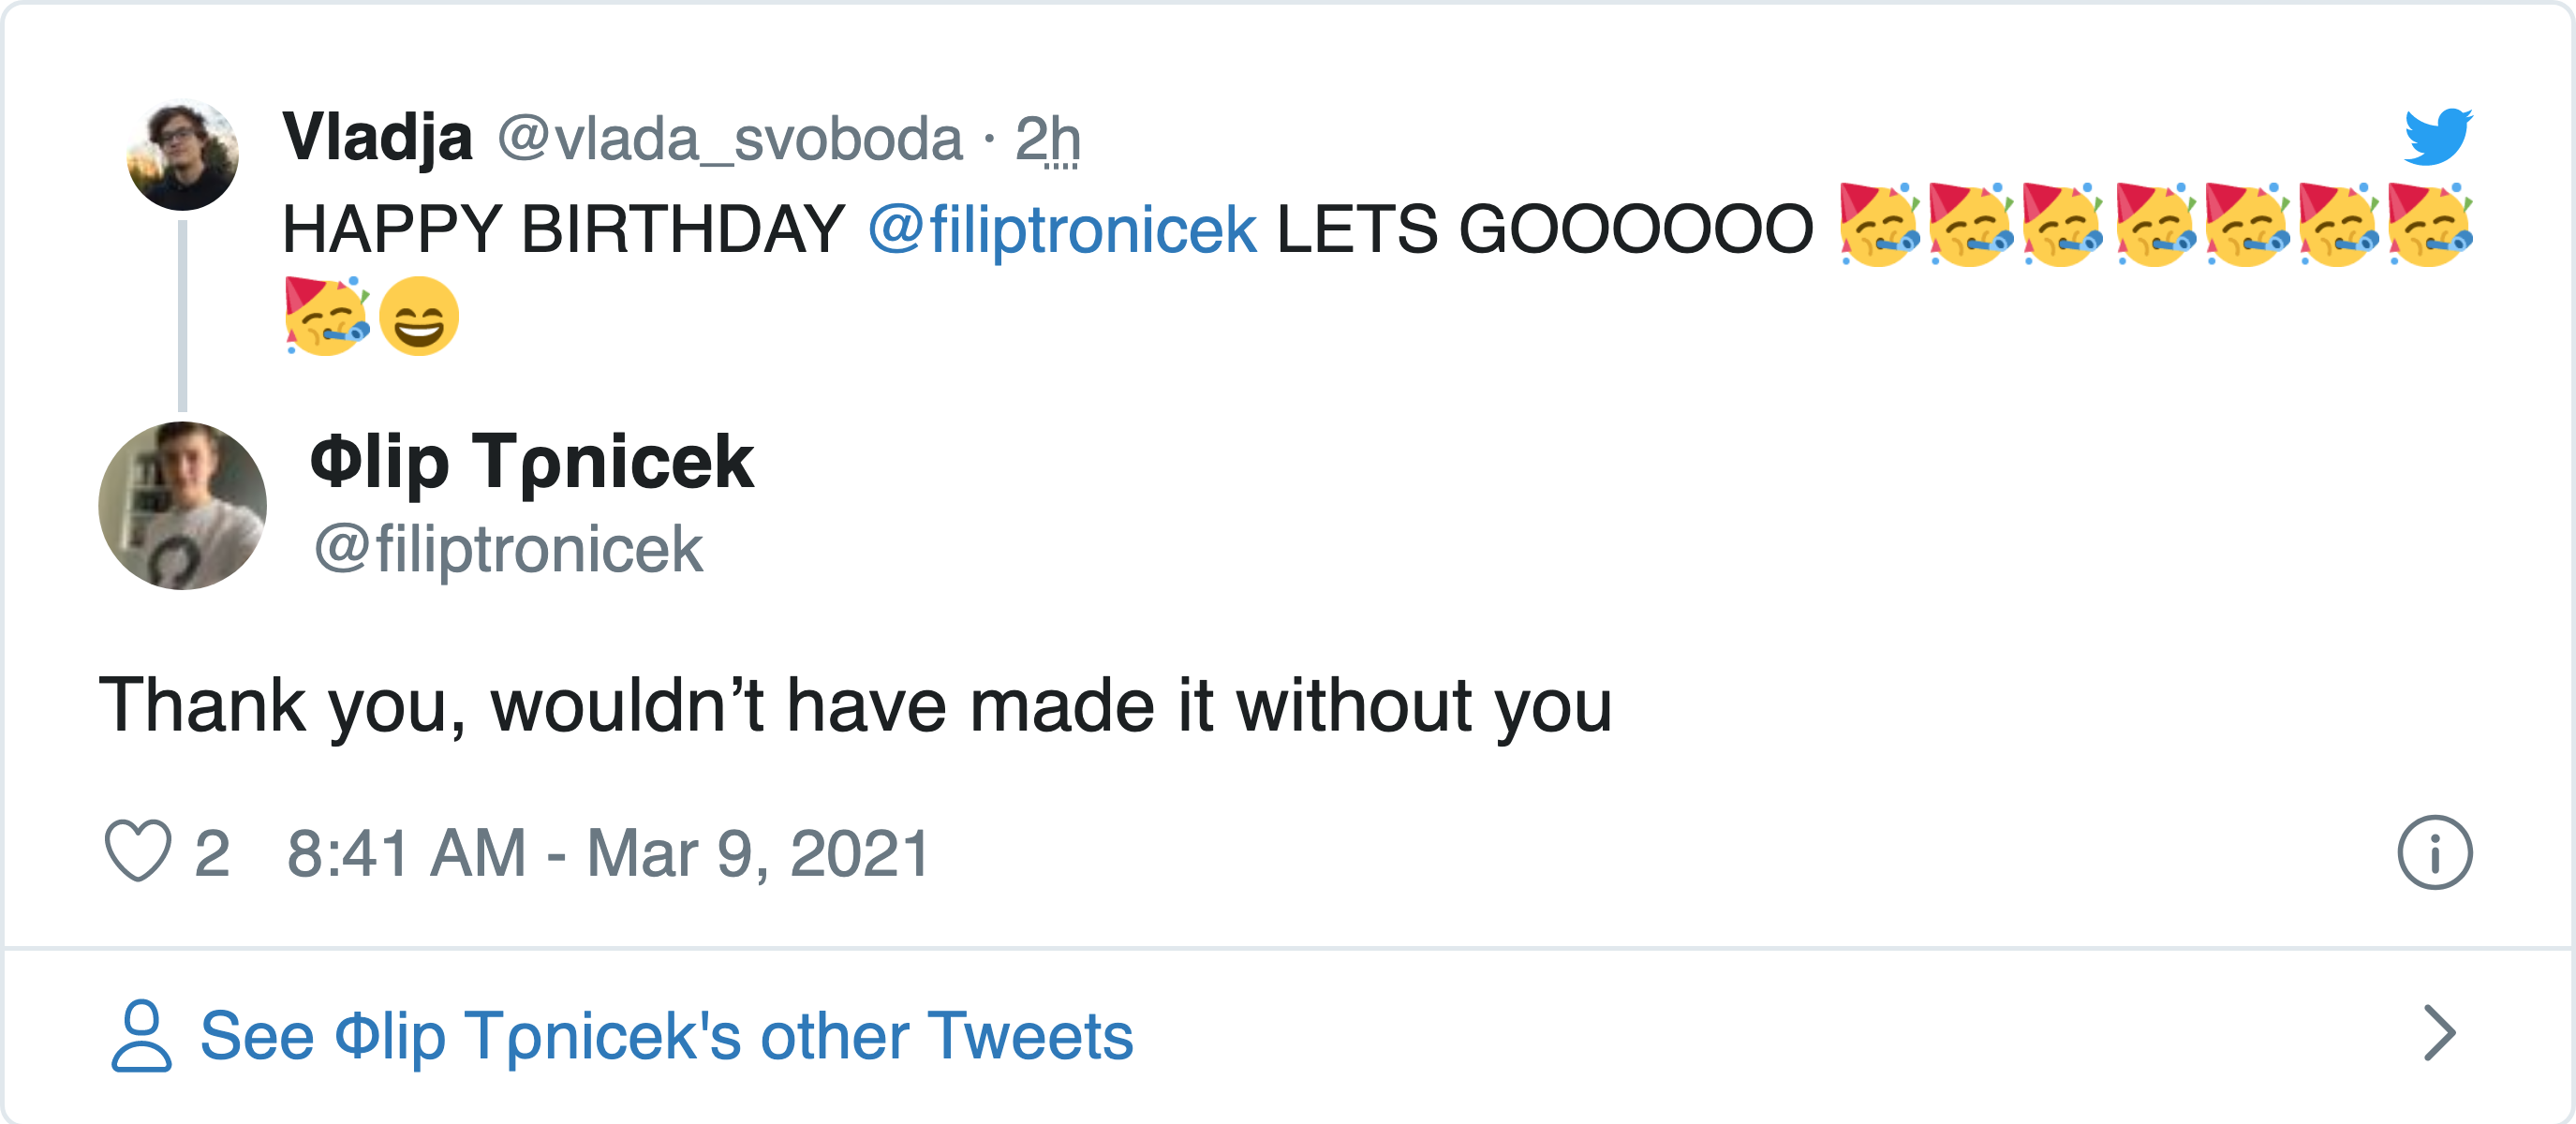 Vladja @vlada_svoboda · 2h
HAPPY BIRTHDAY @filiptronicek LETS GOOOOOO 🥳🥳🥳🥳🥳🥳🥳
🥳😄
Φlip Tρnicek
@filiptronicek
Thank you, wouldn’t have made it without you
2 8:41 AM - Mar 9, 2021
See Φlip Tρnicek's other Tweets